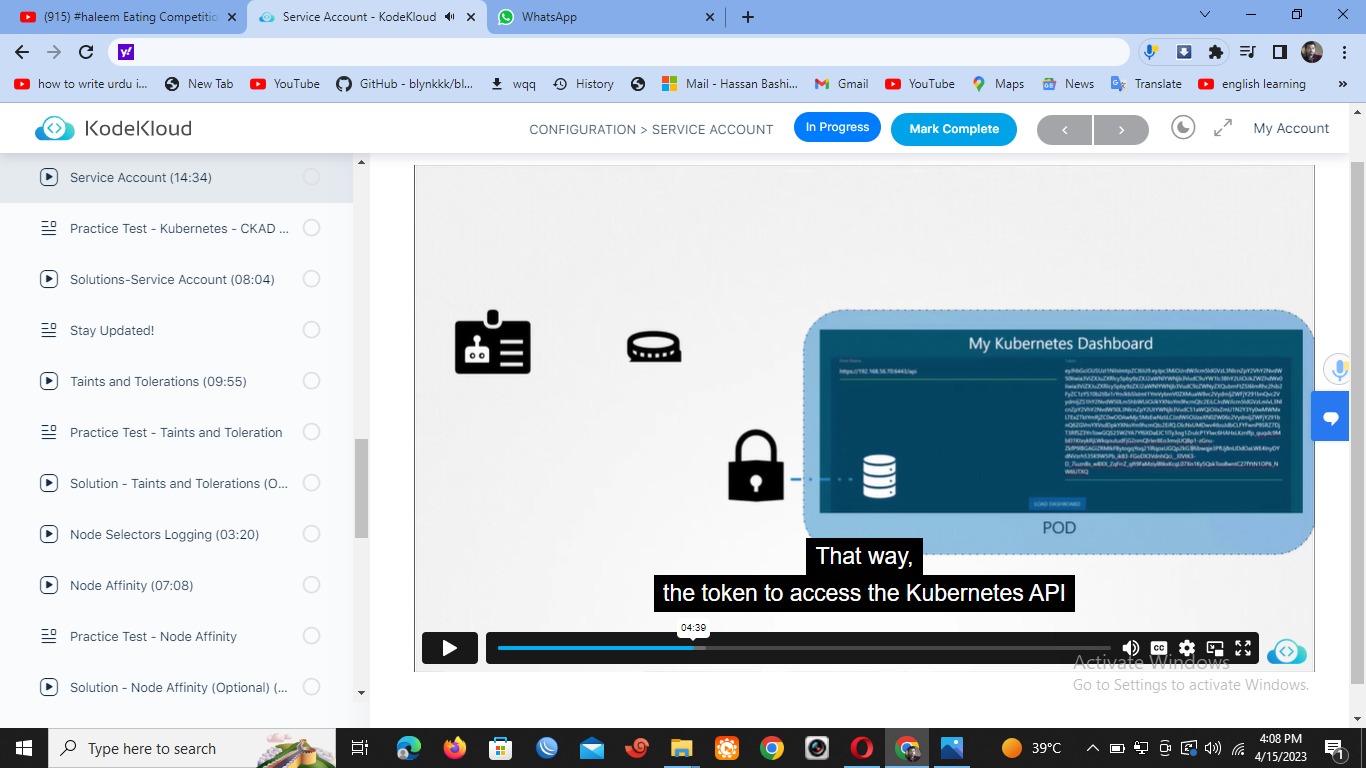 (915) #haleem Eating Competitio
Service Account - KodeKloud
WhatsApp
how to write urdu i...
New Tab
YouTube
GitHub - blynkkk/bl...
wqq
History
Mail - Hassan Bashi...
Gmail
YouTube
Maps
News
Translate
english learning
KodeKloud
CONFIGURATION > SERVICE ACCOUNT
In Progress
Mark Complete
My Account
Service Account (14:34)
Practice Test - Kubernetes - CKAD ...
Solutions-Service Account (08:04)
Stay Updated!
Taints and Tolerations (09:55)
Practice Test - Taints and Toleration
Solution - Taints and Tolerations (O...
Node Selectors Logging (03:20)
Node Affinity (07:08)
Practice Test - Node Affinity
Solution - Node Affinity (Optional) (...
My Kubernetes Dashboard
https://192.168.56.70:6443/api
LOAD DASHBOARD
POD
That way,
the token to access the Kubernetes API
04:39
CC
Activate Windows
Go to Settings to activate Windows.
Type here to search
39°C
4:08 PM
4/15/2023
1